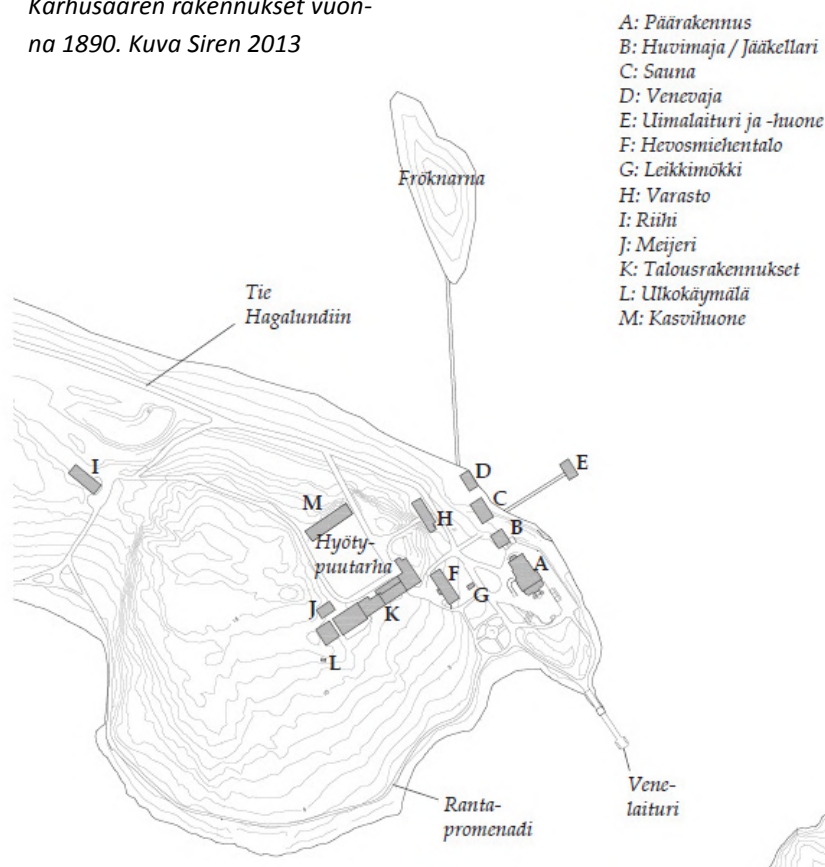 Karhusaaren rakennukset vuon-
na 1890. Kuva Siren 2013
A: Päärakennus
B: Huvimaja / Jääkellari
C: Sauna
D: Venevaja
E: Uimalaituri ja -huone
F: Hevosmiehentalo
G: Leikkimökki
H: Varasto
I: Riihi
J: Meijeri
K: Talousrakennukset
L: Ulkokäymälä
M: Kasvihuone
Fröknarna
Tie
Hagalundiin
I
D
E
C
M
H
B
Hyöty-
puutarha
A
F
G
J
K
L
Vene-
laituri
Ranta-
promenadi